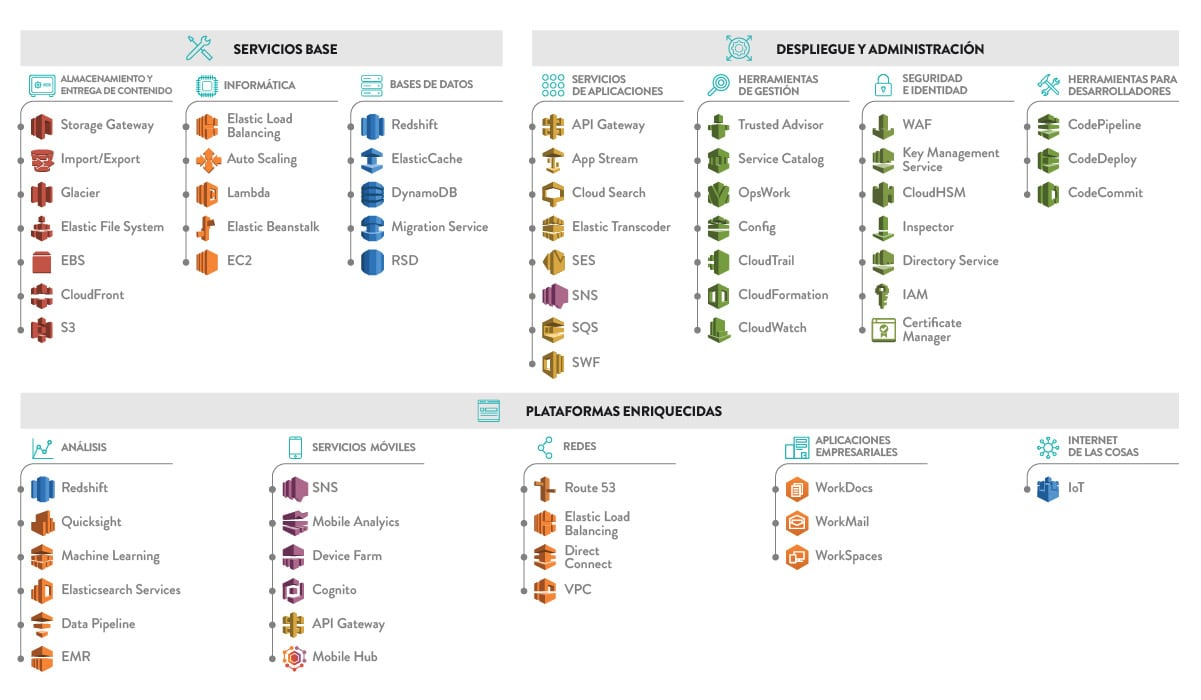 SERVICIOS BASE
ALMACENAMIENTO Y
ENTREGA DE CONTENIDO
Storage Gateway
Import/Export
Glacier
Elastic File System
EBS
CloudFront
S3
INFORMÁTICA
Elastic Load
Balancing
Auto Scaling
Lambda
Elastic Beanstalk
EC2
BASES DE DATOS
Redshift
ElasticCache
DynamoDB
Migration Service
RSD
DESPLIEGUE Y ADMINISTRACIÓN
SERVICIOS
DE APLICACIONES
API Gateway
App Stream
Cloud Search
Elastic Transcoder
SES
SNS
SQS
SWF
HERRAMIENTAS
DE GESTIÓN
Trusted Advisor
Service Catalog
OpsWork
Config
CloudTrail
CloudFormation
CloudWatch
SEGURIDAD
E IDENTIDAD
WAF
Key Management
Service
CloudHSM
Inspector
Directory Service
IAM
Certificate
Manager
HERRAMIENTAS PARA
DESARROLLADORES
CodePipeline
CodeDeploy
CodeCommit
PLATAFORMAS ENRIQUECIDAS
ANÁLISIS
Redshift
Quicksight
Machine Learning
Elasticsearch Services
Data Pipeline
EMR
SERVICIOS MÓVILES
SNS
Mobile Analyics
Device Farm
Cognito
API Gateway
Mobile Hub
REDES
Route 53
Elastic Load
Balancing
Direct
Connect
VPC
APLICACIONES
EMPRESARIALES
WorkDocs
WorkMail
WorkSpaces
INTERNET
DE LAS COSAS
IoT